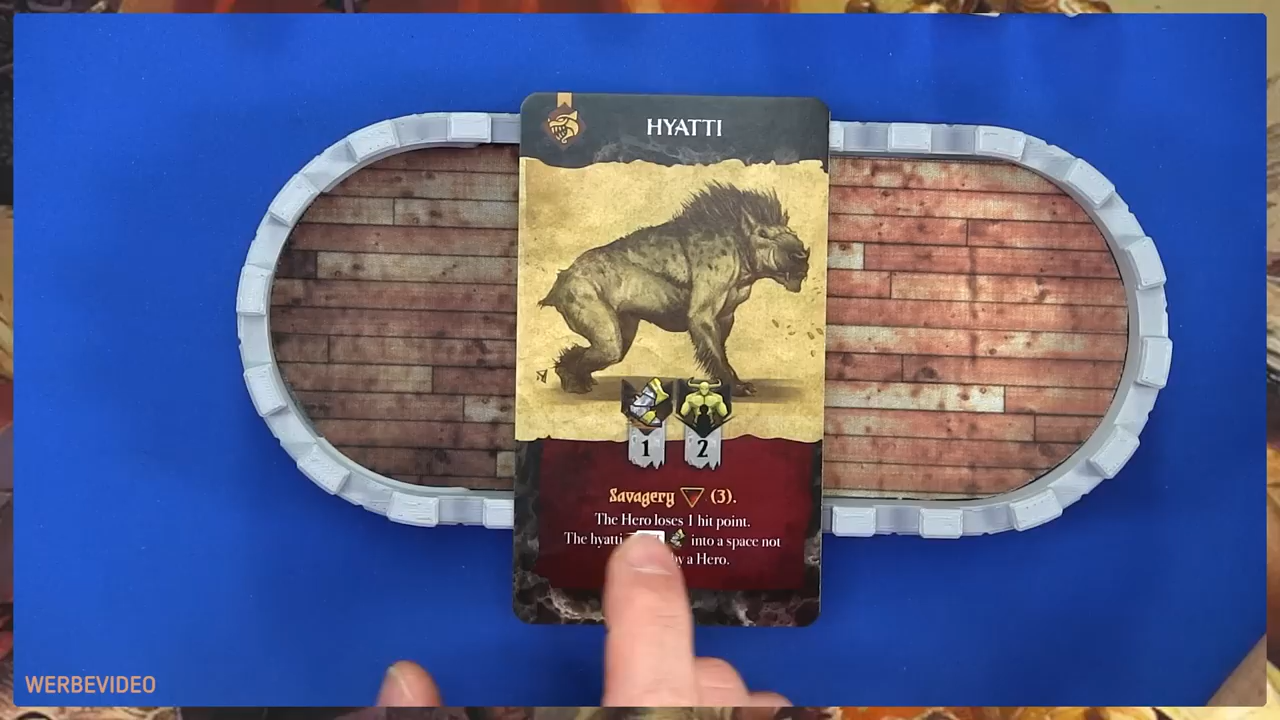 HYATTI
1 2
Savagery (3).
The Hero loses 1 hit point.
The hyatti into a space not
by a Hero.
WERBEVIDEO